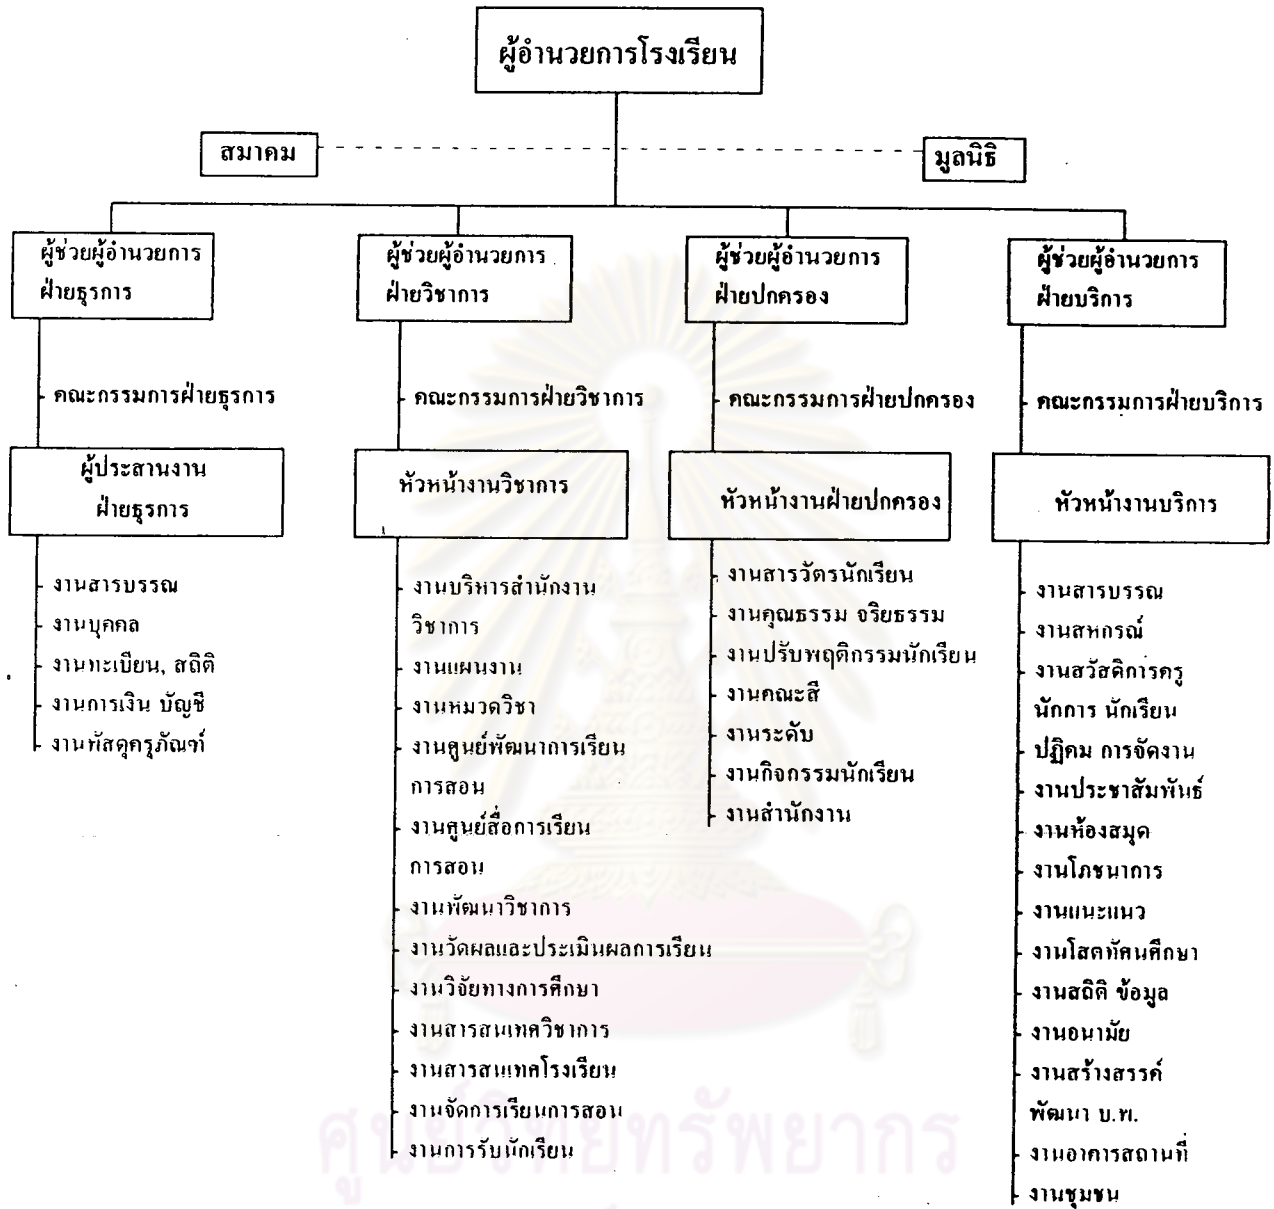 ผู้อำนวยการโรงเรียน
สมาคม
มูลนิธิ
ผู้ช่วยผู้อำนวยการ
ฝ่ายธุรการ
ผู้ช่วยผู้อำนวยการ
ฝ่ายวิชาการ
ผู้ช่วยผู้อำนวยการ
ฝ่ายปกครอง
ผู้ช่วยผู้อำนวยการ
ฝ่ายบริการ
คณะกรรมการฝ่ายธุรการ
คณะกรรมการฝ่ายวิชาการ
คณะกรรมการฝ่ายปกครอง
คณะกรรมการฝ่ายบริการ
ผู้ประสานงาน
ฝ่ายธุรการ
หัวหน้างานวิชาการ
หัวหน้างานฝ่ายปกครอง
หัวหน้างานบริการ
- งานสารบรรณ
- งานบุคคล
- งานทะเบียน, สถิติ
- งานการเงิน บัญชี
- งานพัสดุครุภัณฑ์
- งานบริหารสำนักงาน
วิชาการ
- งานแผนงาน
- งานหมวดวิชา
- งานศูนย์พัฒนาการเรียน
การสอน
- งานศูนย์สื่อการเรียน
การสอน
- งานพัฒนาวิชาการ
- งานวัดผลและประเมินผลการเรียน
- งานวิจัยทางการศึกษา
- งานสารสนเทศวิชาการ
- งานสารสนเทศโรงเรียน
- งานจัดการเรียนการสอน
- งานการรับนักเรียน
- งานสารวัตรนักเรียน
- งานคุณธรรม จริยธรรม
- งานปรับพฤติกรรมนักเรียน
- งานคณะสี
- งานระดับ
- งานกิจกรรมนักเรียน
- งานสำนักงาน
- งานสารบรรณ
- งานสหกรณ์
- งานสวัสดิการครู
นักการ นักเรียน
- ปฏิคม การจัดงาน
- งานประชาสัมพันธ์
- งานห้องสมุด
- งานโภชนาการ
- งานแนะแนว
- งานโสตทัศนศึกษา
- งานสถิติ ข้อมูล
- งานอนามัย
- งานสร้างสรรค์
พัฒนา บ.พ.
- งานอาคารสถานที่
- งานชุมชน
ศูนย์วิทยทรัพยากร